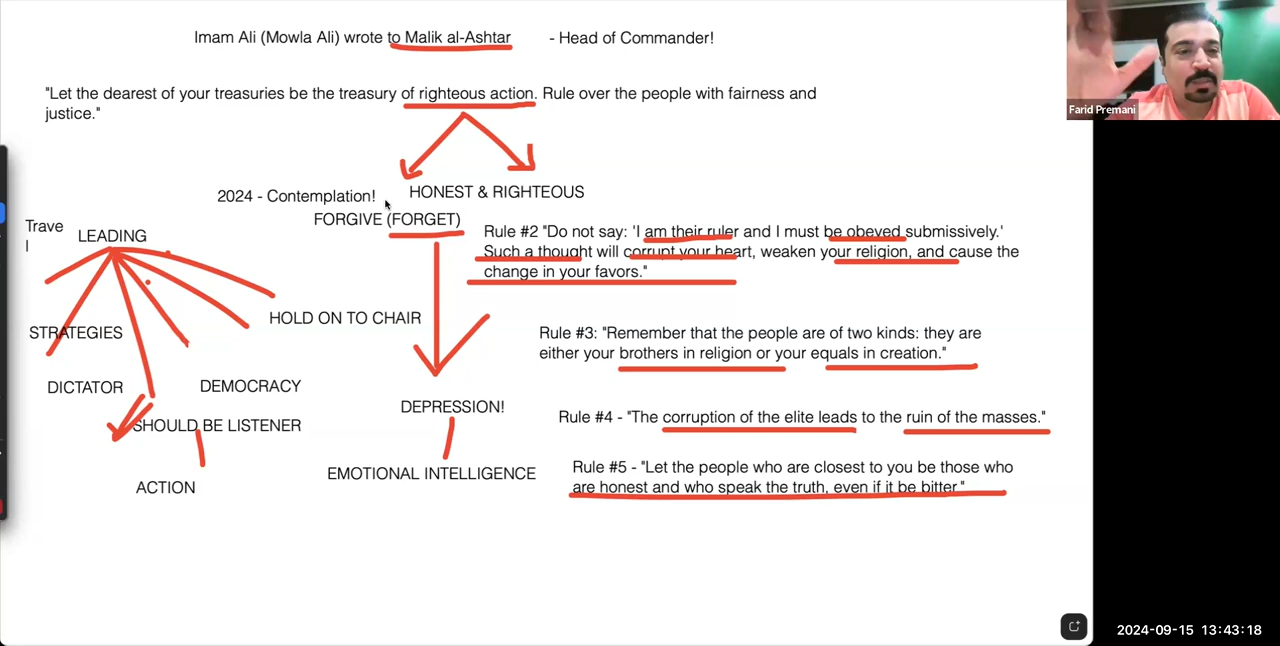 Imam Ali (Mowla Ali) wrote to Malik al-Ashtar - Head of Commander!
"Let the dearest of your treasuries be the treasury of righteous action. Rule over the people with fairness and
justice."
Farid Premani
2024 - Contemplation!
HONEST & RIGHTEOUS
FORGIVE (FORGET)
Trave
l
LEADING
Rule #2 "Do not say: 'I am their ruler and I must be obeyed submissively.'
Such a thought will corrupt your heart, weaken your religion, and cause the
change in your favors."
HOLD ON TO CHAIR
STRATEGIES
Rule #3: "Remember that the people are of two kinds: they are
either your brothers in religion or your equals in creation."
DICTATOR
DEMOCRACY
DEPRESSION!
Rule #4 - "The corruption of the elite leads to the ruin of the masses."
SHOULD BE LISTENER
EMOTIONAL INTELLIGENCE
Rule #5 - "Let the people who are closest to you be those who
are honest and who speak the truth, even if it be bitter."
ACTION
2024-09-15 13:43:18